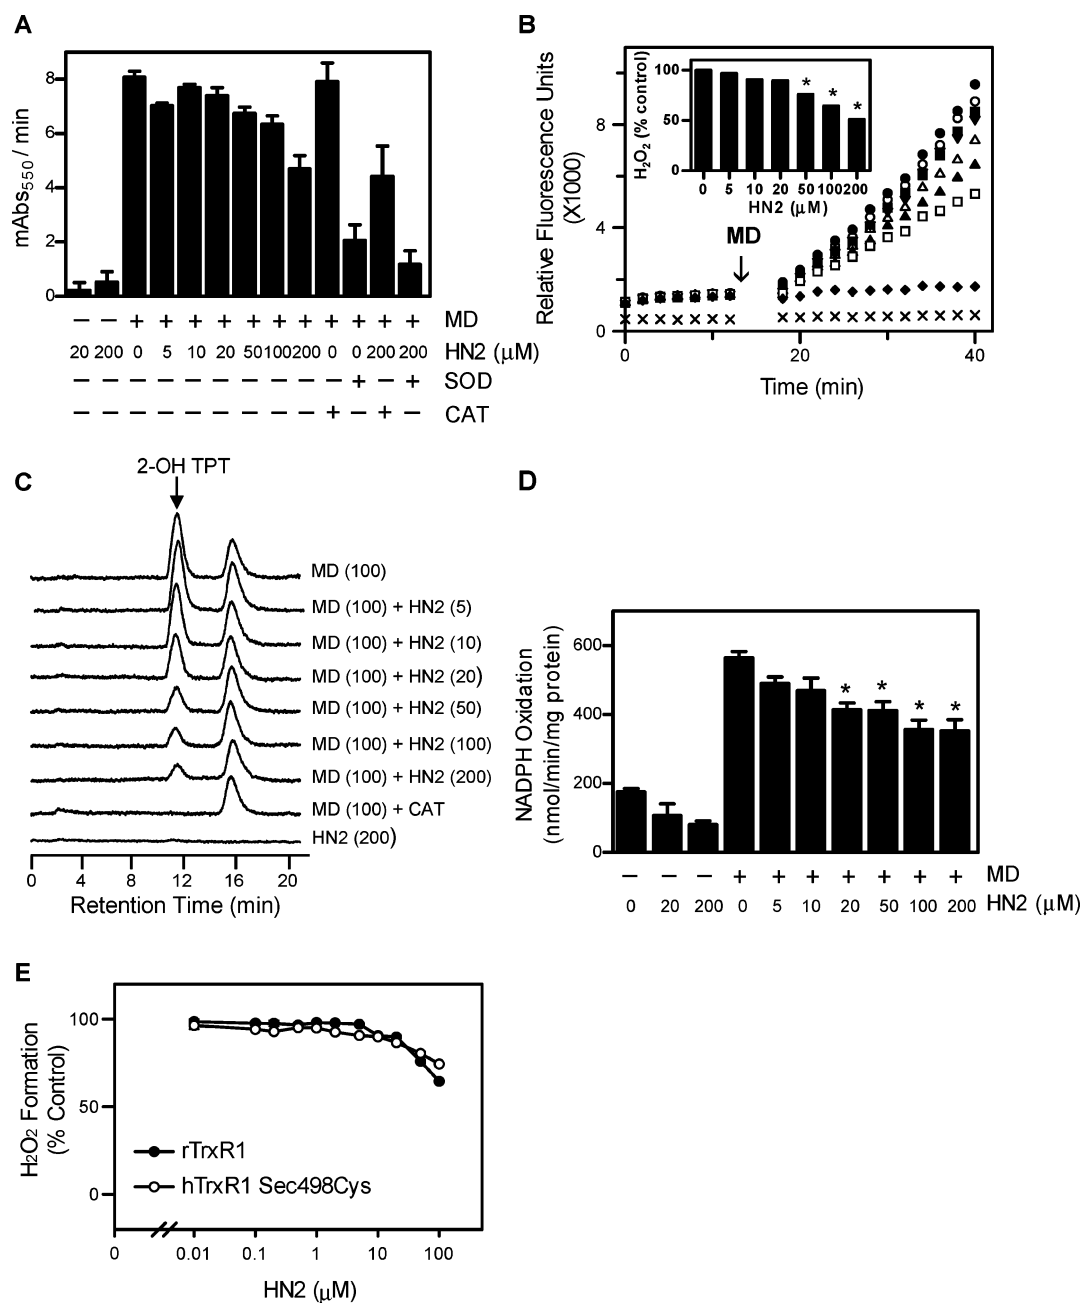 A
mAbs550 / min
8
6
4
2
0
— — + + + + + + + + + + + MD
20 200 0 5 10 20 50 100 200 0 0 200 200 HN2 (μM)
— — — — — — — — — — + — + SOD
— — — — — — — — — + — + — CAT
B
Relative Fluorescence Units
(X1000)
8
4
0
0 20 40
Time (min)
MD
H2O2 (% control)
100
50
0
* * *
0 5 10 20 50 100 200
HN2 (μM)
C
2-OH TPT
MD (100)
MD (100) + HN2 (5)
MD (100) + HN2 (10)
MD (100) + HN2 (20)
MD (100) + HN2 (50)
MD (100) + HN2 (100)
MD (100) + HN2 (200)
MD (100) + CAT
HN2 (200)
0 4 8 12 16 20
Retention Time (min)
D
NADPH Oxidation
(nmol/min/mg protein)
600
400
200
0
* * * *
— — — + + + + + + + MD
0 20 200 0 5 10 20 50 100 200 HN2 (μM)
E
H2O2 Formation
(% Control)
100
50
0
rTrxR1
hTrxR1 Sec498Cys
0 0.01 0.1 1 10 100
HN2 (μM)